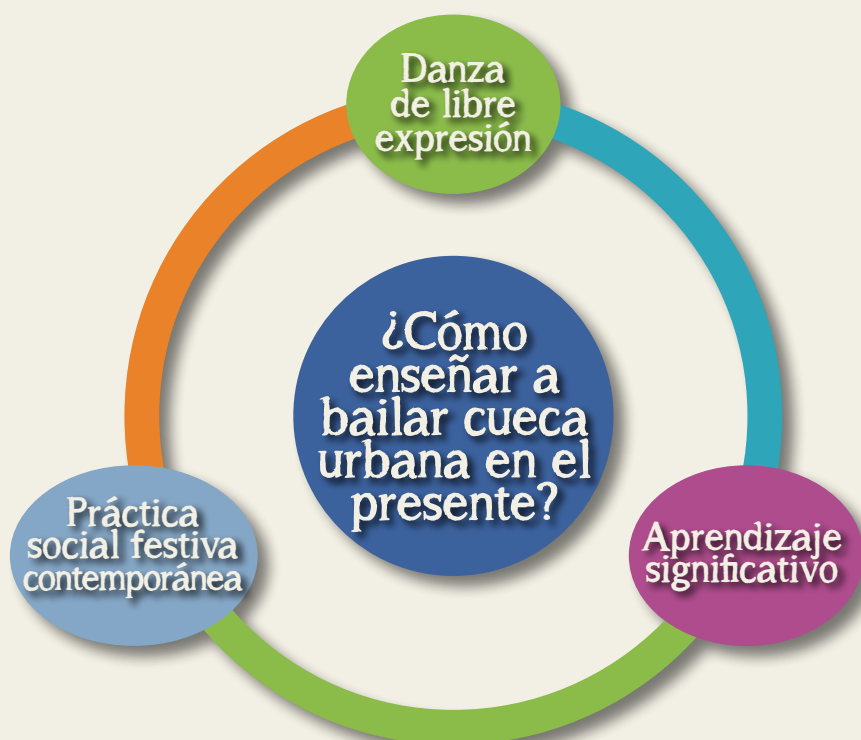 Danza
de libre
expresión
¿Cómo
enseñar a
bailar cueca
urbana en el
presente?
Práctica
social festiva
contemporánea
Aprendizaje
significativo